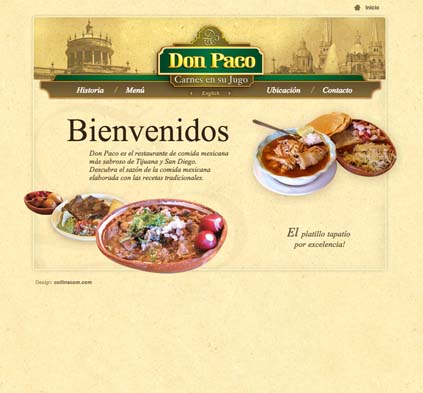 Inicio
Don Paco
Carnes en su Jugo
English
Historia / Menú
Ubicación / Contacto
Bienvenidos
Don Paco es el restaurante de comida mexicana
más sabroso de Tijuana y San Diego.
Descubra el sazón de la comida mexicana
elaborada con las recetas tradicionales.
El platillo tapatío
por excelencia!
Design: collinscom.com